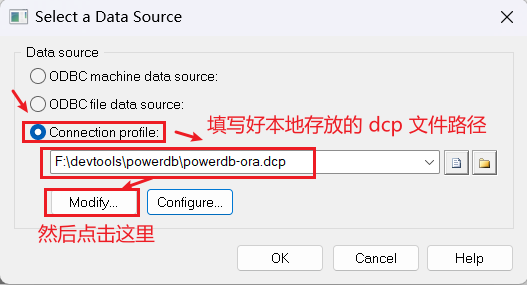 Select a Data Source
Data source
ODBC machine data source:
ODBC file data source:
Connection profile:
填写好本地存放的 dcp 文件路径
F:\devtools\powerdb\powerdb-ora.dcp
Modify...
Configure...
然后点击这里
OK
Cancel
Help